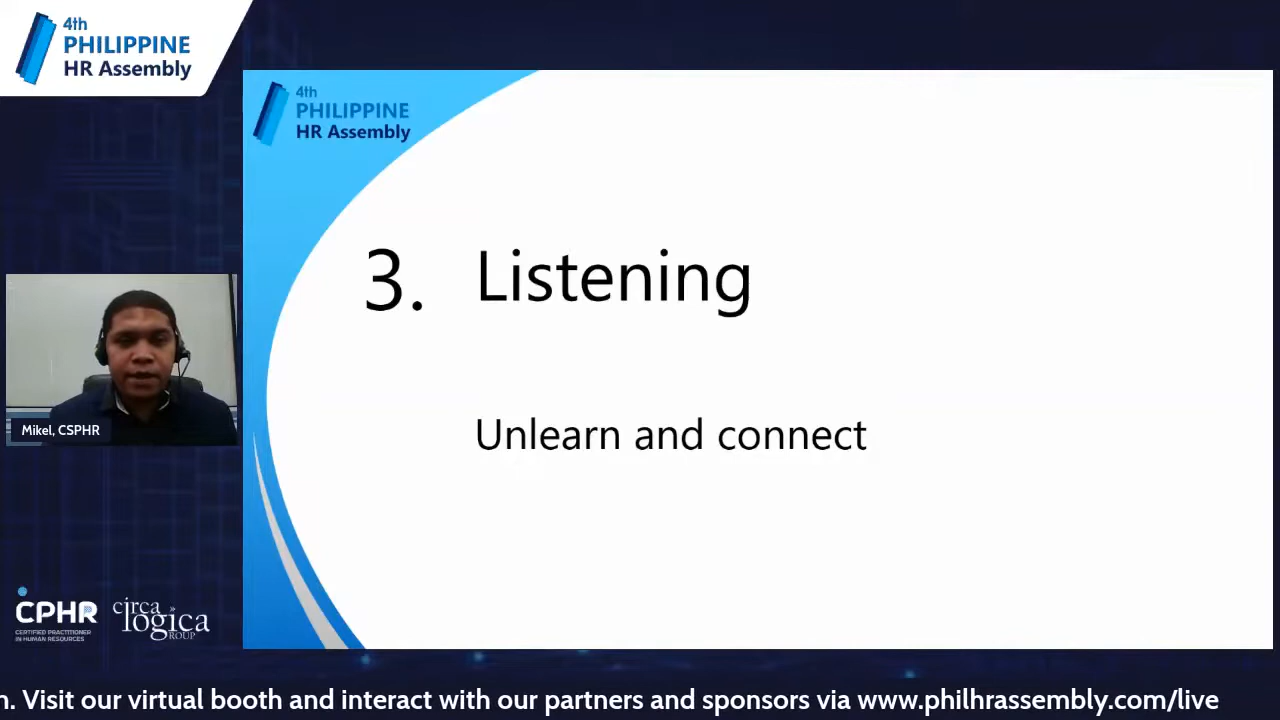 4th
PHILIPPINE
HR Assembly
4th
PHILIPPINE
HR Assembly
3. Listening
Unlearn and connect
Mikel, CSPHR
CPHR
CERTIFIED PRACTITIONER
IN HUMAN RESOURCES
circa
logica
GROUP
n. Visit our virtual booth and interact with our partners and sponsors via www.philhrassembly.com/live